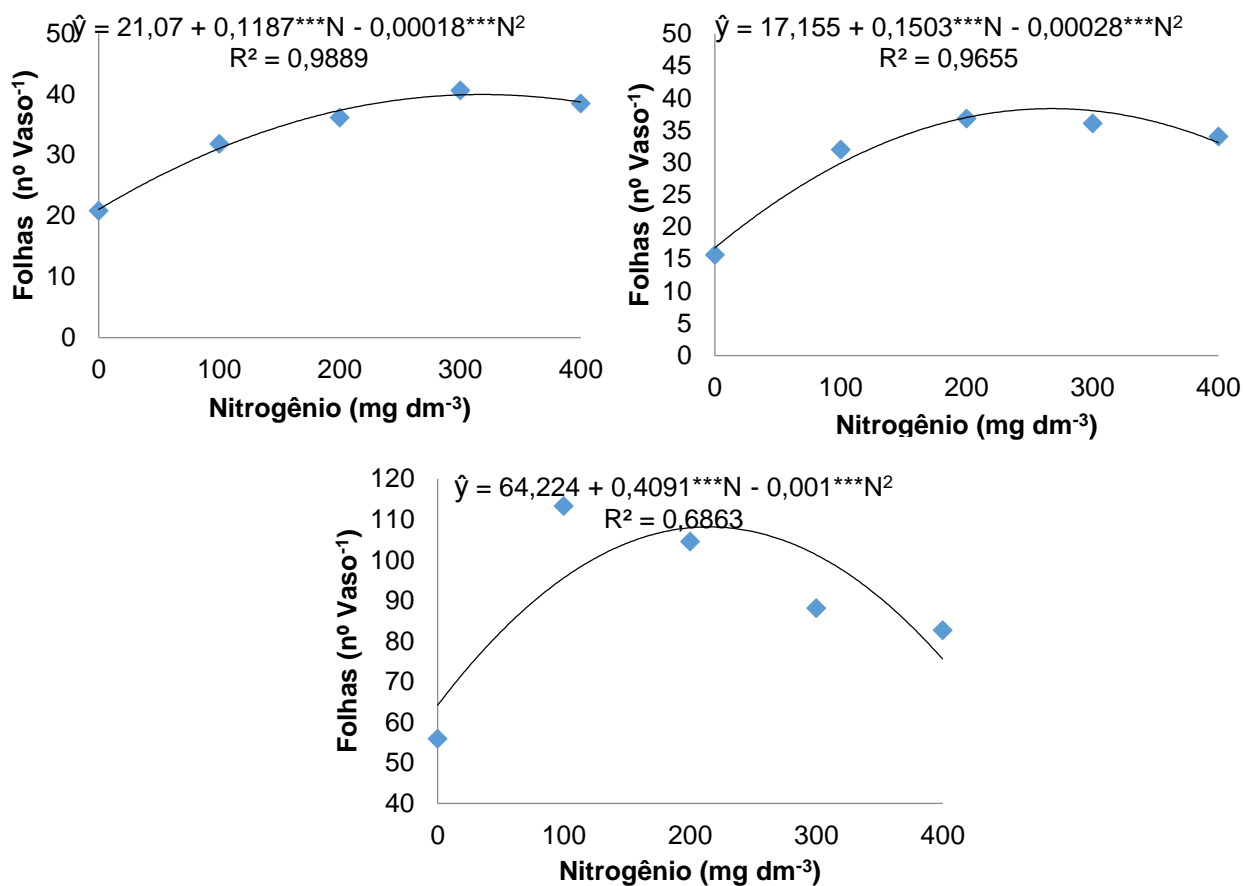 ŷ = 21,07 + 0,1187***N - 0,00018***N²
R² = 0,9889
Folhas (nº Vaso⁻¹)
50
40
30
20
10
0
0 100 200 300 400
Nitrogênio (mg dm⁻³)
ŷ = 17,155 + 0,1503***N - 0,00028***N²
R² = 0,9655
Folhas (nº Vaso⁻¹)
50
45
40
35
30
25
20
15
10
5
0
0 100 200 300 400
Nitrogênio (mg dm⁻³)
ŷ = 64,224 + 0,4091***N - 0,001***N²
R² = 0,6863
Folhas (nº Vaso⁻¹)
120
110
100
90
80
70
60
50
40
0 100 200 300 400
Nitrogênio (mg dm⁻³)